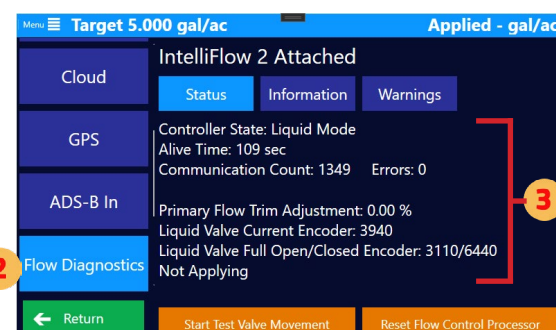 Menu Target 5.000 gal/ac Applied - gal/ac
IntelliFlow 2 Attached
Cloud
Status Information Warnings
Controller State: Liquid Mode
GPS
Alive Time: 109 sec
Communication Count: 1349 Errors: 0
ADS-B In
3
Primary Flow Trim Adjustment: 0.00 %
Liquid Valve Current Encoder: 3940
Liquid Valve Full Open/Closed Encoder: 3110/6440
2 Flow Diagnostics
Not Applying
Return
Start Test Valve Movement Reset Flow Control Processor